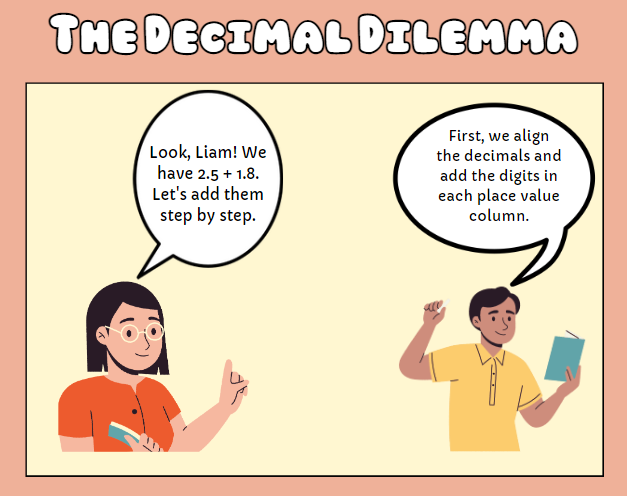 The Decimal Dilemma
Look, Liam! We
have 2.5 + 1.8.
Let's add them
step by step.
First, we align
the decimals and
add the digits in
each place value
column.